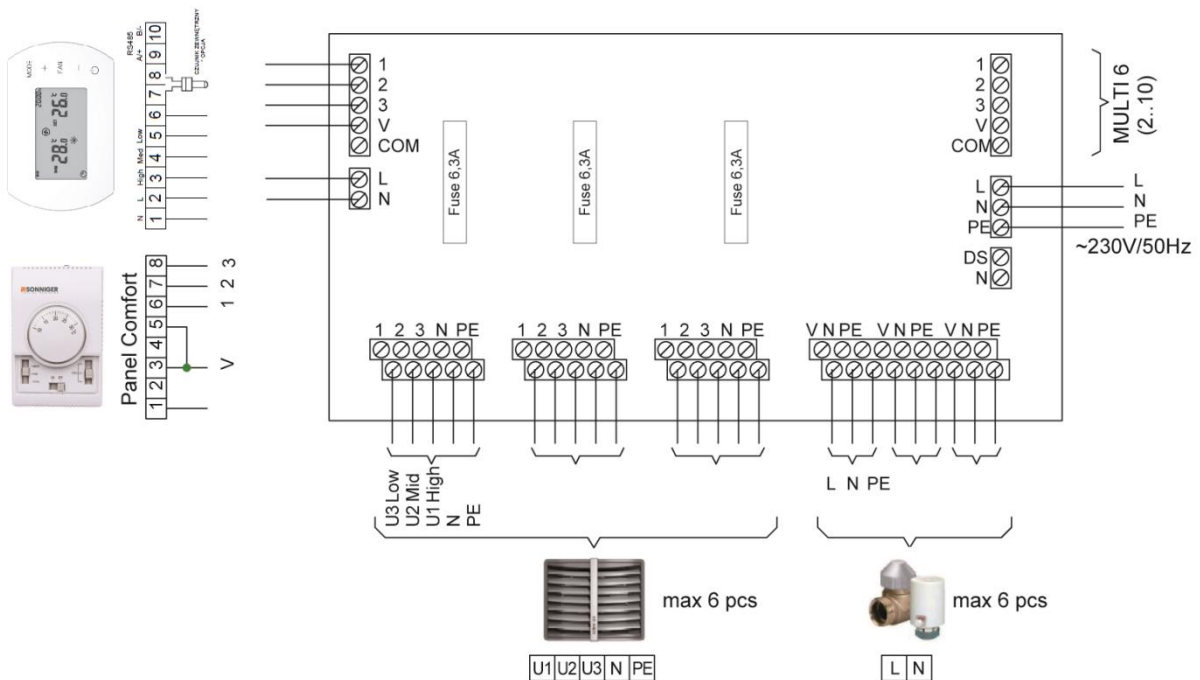 RS485
B/-
A/+
10
9
8
7
6
5
4
3
2
1
CZUJNIK ZEWNĘTRZNY
* OPCJA
Low
Med
High
L
N
MODE
+
FAN
-
28.0
26.0
SONNIGER
Panel Comfort
8
7
6
5
4
3
2
1
3
2
1
V
1
2
3
V
COM
L
N
Fuse 6,3A
Fuse 6,3A
Fuse 6,3A
1
2
3
V
COM
MULTI 6
(2..10)
L
N
PE
L
N
PE
~230V/50Hz
DS
N
1 2 3 N PE
1 2 3 N PE
1 2 3 N PE
V N PE V N PE V N PE
U3 Low
U2 Mid
U1 High
N
PE
L N PE
max 6 pcs
max 6 pcs
U1 U2 U3 N PE
L N